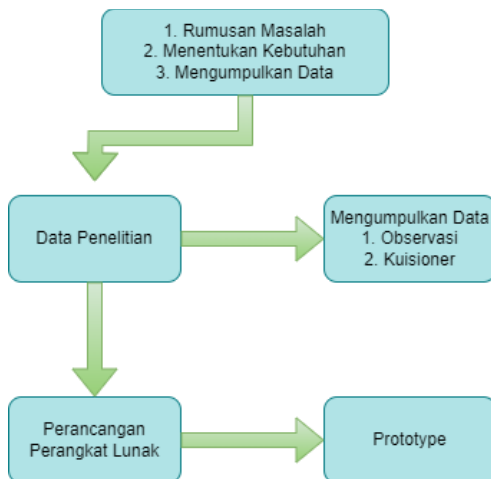 1. Rumusan Masalah
2. Menentukan Kebutuhan
3. Mengumpulkan Data
Data Penelitian
Mengumpulkan Data
1. Observasi
2. Kuisioner
Perancangan
Perangkat Lunak
Prototype